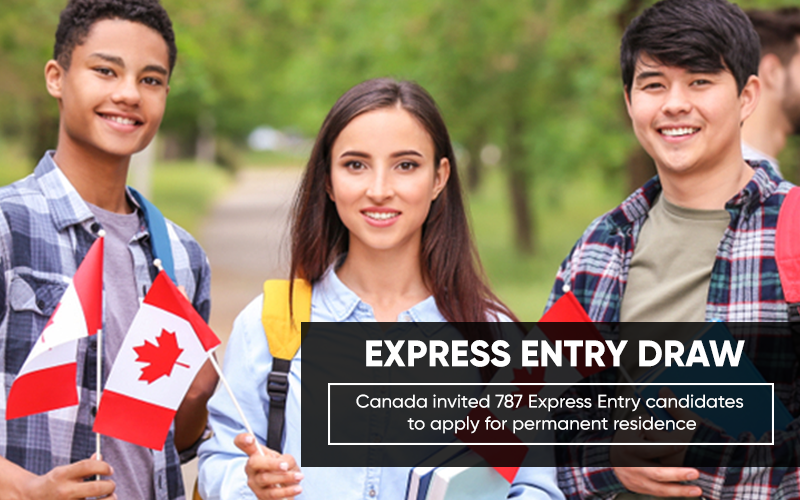 EXPRESS ENTRY DRAW
Canada invited 787 Express Entry candidates
to apply for permanent residence